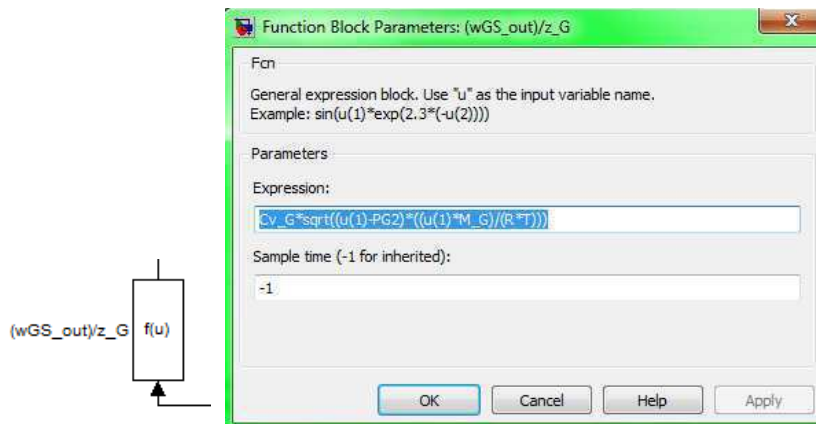 Function Block Parameters: (wGS_out)/z_G
Fcn
General expression block. Use "u" as the input variable name.
Example: sin(u(1)*exp(2.3*(-u(2))))
Parameters
Expression:
Cv_G*sqrt((u(1)-PG2)*((u(1)*M_G)/(R*T)))
Sample time (-1 for inherited):
-1
(wGS_out)/z_G
f(u)
OK
Cancel
Help
Apply